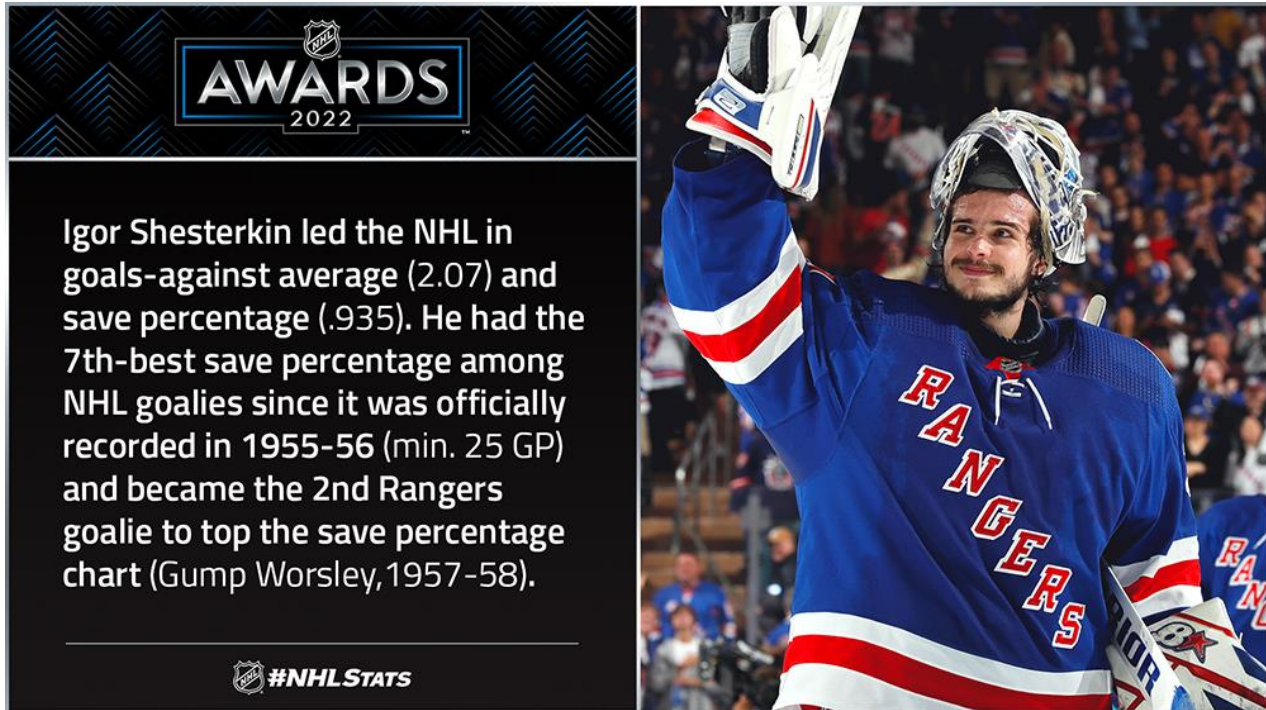 NHL
AWARDS
2022
™
Igor Shesterkin led the NHL in
goals-against average (2.07) and
save percentage (.935). He had the
7th-best save percentage among
NHL goalies since it was officially
recorded in 1955-56 (min. 25 GP)
and became the 2nd Rangers
goalie to top the save percentage
chart (Gump Worsley,1957-58).
#NHLSTATS
RANGERS